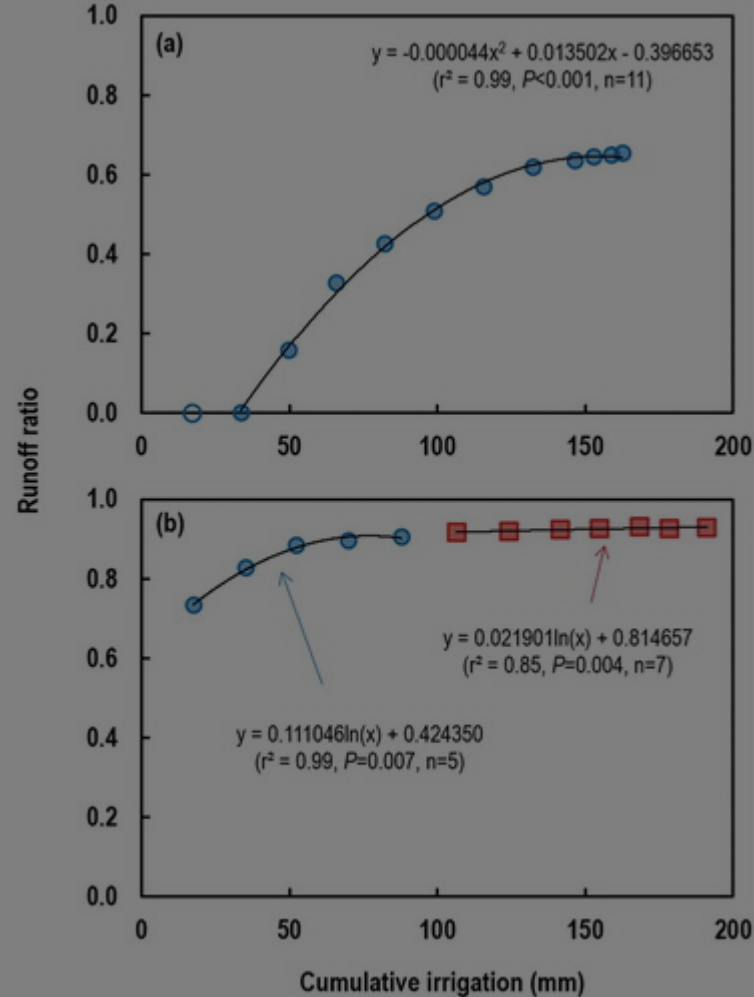 Runoff ratio
1.0
0.8
0.6
0.4
0.2
0.0
(a)
y = -0.000044x² + 0.013502x - 0.396653
(r² = 0.99, P<0.001, n=11)
0 50 100 150 200
1.0
0.8
0.6
0.4
0.2
0.0
(b)
y = 0.021901ln(x) + 0.814657
(r² = 0.85, P=0.004, n=7)
y = 0.111046ln(x) + 0.424350
(r² = 0.99, P=0.007, n=5)
0 50 100 150 200
Cumulative irrigation (mm)